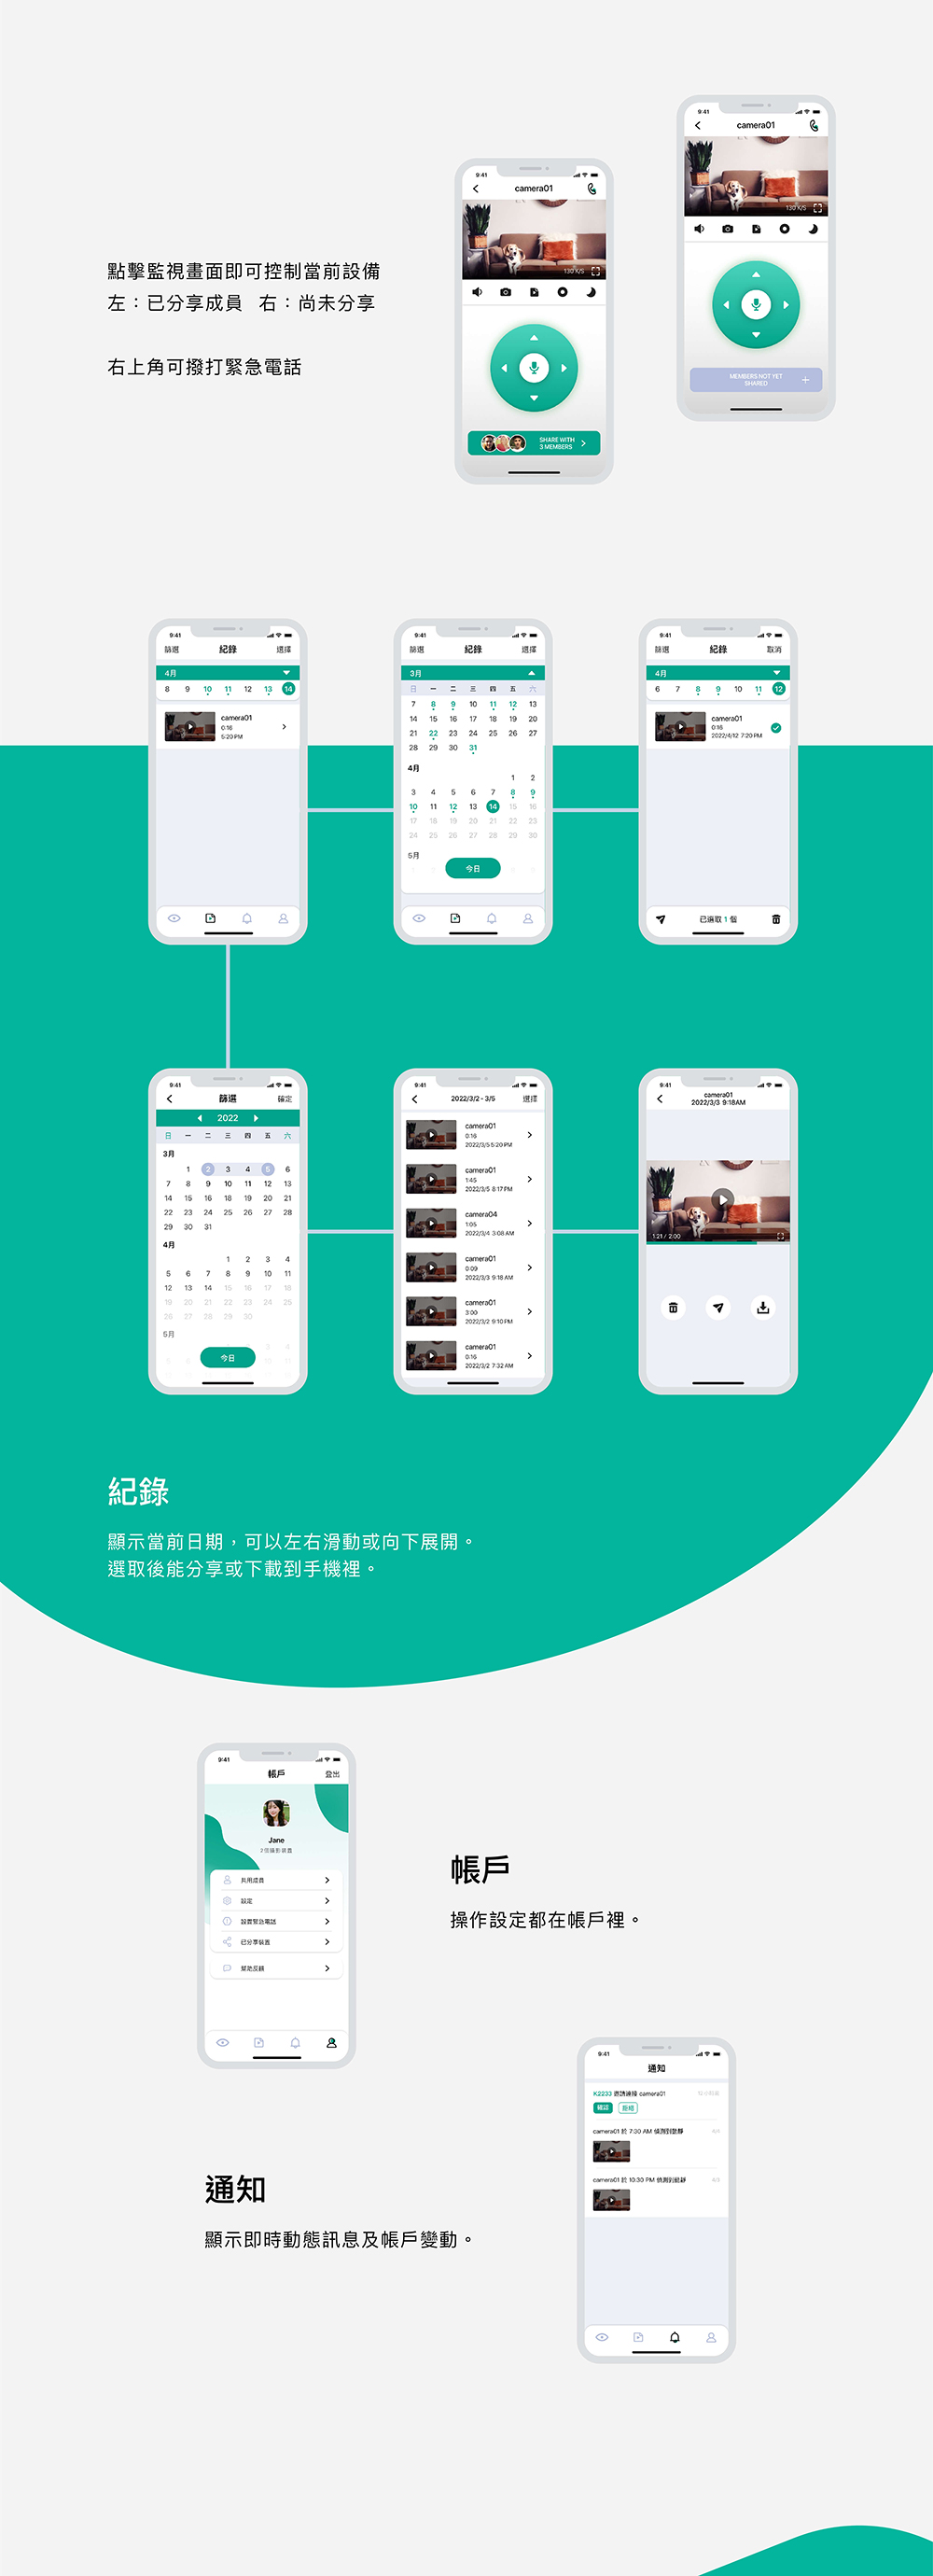 點擊監視畫面即可控制當前設備
左：已分享成員 右：尚未分享
右上角可撥打緊急電話
9:41
camera01
130 K/S
SHARE WITH
3 MEMBERS
9:41
camera01
130 K/S
MEMBERS NOT YET
SHARED
9:41
篩選 紀錄 選擇
4月
8 9 10 11 12 13 14
camera01
0:16
5:20 PM
9:41
篩選 紀錄 選擇
3月
日 一 二 三 四 五 六
7 8 9 10 11 12 13
14 15 16 17 18 19 20
21 22 23 24 25 26 27
28 29 30 31
4月
1 2
3 4 5 6 7 8 9
10 11 12 13 14 15 16
17 18 19 20 21 22 23
24 25 26 27 28 29 30
5月
今日
9:41
篩選 紀錄 取消
4月
6 7 8 9 10 11 12
camera01
0:16
2022/4/12 7:20 PM
已選取 1 個
9:41
篩選 確定
2022
日 一 二 三 四 五 六
3月
1 2 3 4 5 6
7 8 9 10 11 12 13
14 15 16 17 18 19 20 21
22 23 24 25 26 27 28
29 30 31
4月
1 2 3 4
5 6 7 8 9 10 11
12 13 14 15 16 17 18
19 20 21 22 23 24 25
26 27 28 29 30
5月
今日
9:41
2022/3/2 - 3/5 選擇
camera01
0:16
2022/3/5 5:20 PM
camera01
1:45
2022/3/5 8:17 PM
camera04
1:05
2022/3/4 3:08 AM
camera01
0:09
2022/3/3 9:18 AM
camera01
3:00
2022/3/2 9:10 PM
camera01
0:16
2022/3/2 7:32 AM
9:41
camera01
2022/3/3 9:18AM
1:21 / 2:00
紀錄
顯示當前日期，可以左右滑動或向下展開。
選取後能分享或下載到手機裡。
9:41
帳戶 登出
Jane
共用成員
設定
設置緊急電話
已分享裝置
幫助反饋
帳戶
操作設定都在帳戶裡。
9:41
通知
K2233 邀請連接 camera01
確認 拒絕
camera01 於 7:30 AM 偵測到動靜
camera01 於 10:30 PM 偵測到動靜
通知
顯示即時動態訊息及帳戶變動。